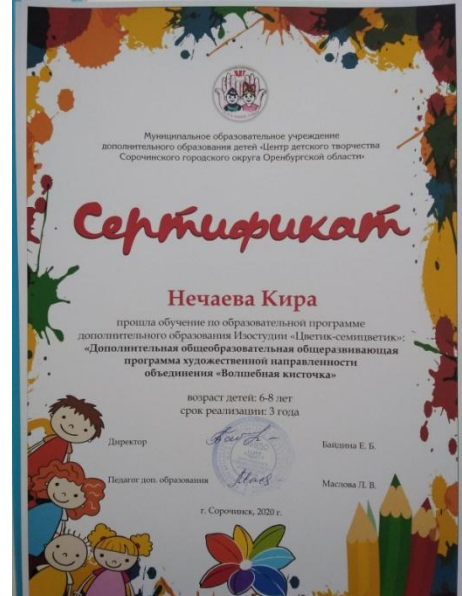 Муниципальное образовательное учреждение
дополнительного образования детей «Центр детского творчества
Сорочинского городского округа Оренбургской области»
Сертификат
Нечаева Кира
прошла обучение по образовательной программе
дополнительного образования Изостудии «Цветик-семицветик»:
«Дополнительная общеобразовательная общеразвивающая
программа художественной направленности
объединения «Волшебная кисточка»
возраст детей: 6-8 лет
срок реализации: 3 года
Директор Байдина Е. Б.
Педагог доп. образования Маслова Л. В.
г. Сорочинск, 2020 г.